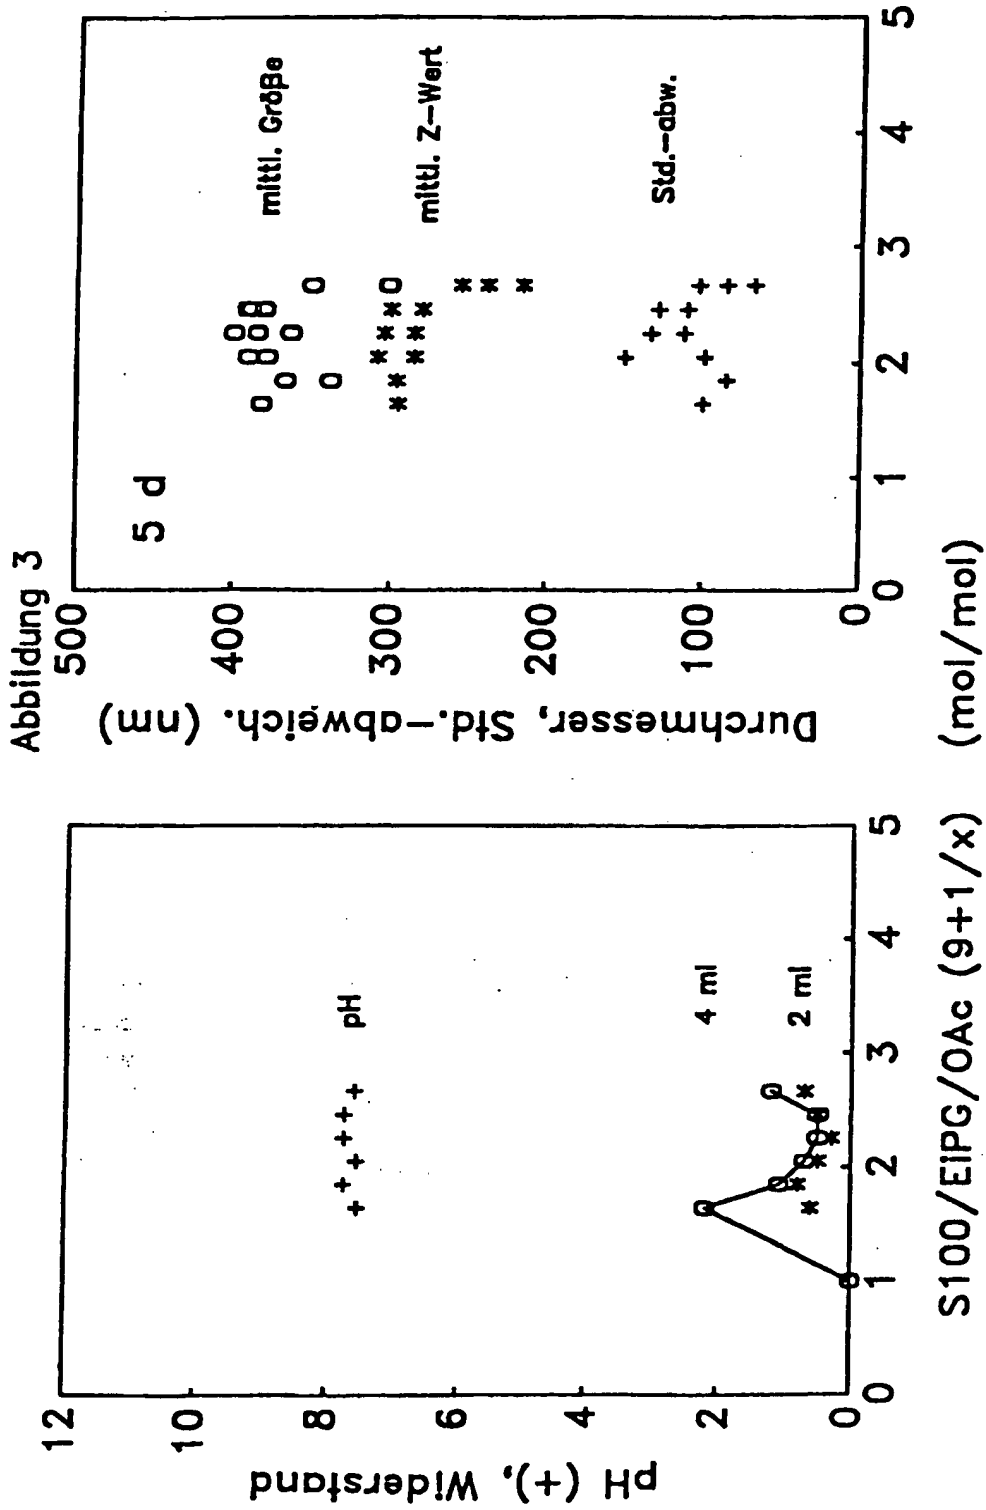 Abbildung 3
pH (+), Widerstand
12
10
8
6
4
2
0
pH
4 ml
2 ml
0 1 2 3 4 5
Durchmesser, Std.-abweich. (nm)
500
400
300
200
100
0
5 d
mittl. Größe
mittl. Z-Wert
Std.-abw.
0 1 2 3 4 5
S100/EiPG/OAc (9+1/x) (mol/mol)